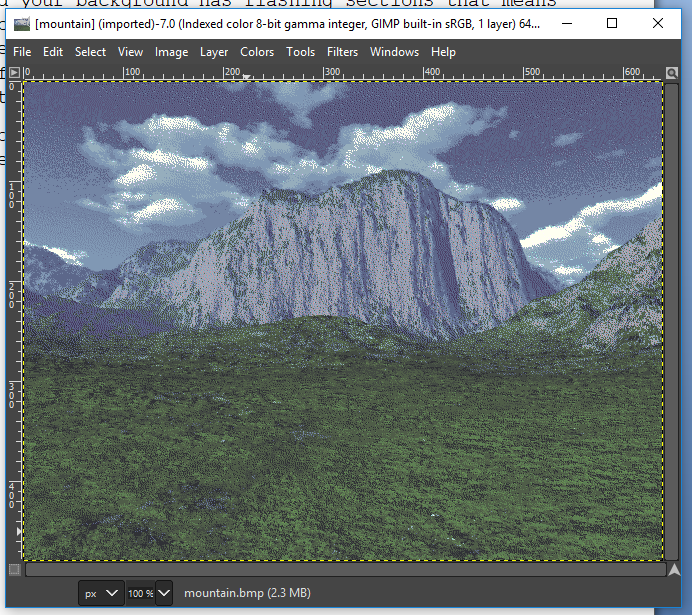 d your background has flashing sections that means
[mountain] (imported)-7.0 (Indexed color 8-bit gamma integer, GIMP built-in sRGB, 1 layer) 64...
File Edit Select View Image Layer Colors Tools Filters Windows Help
0 100 200 300 400 500 600
0
100
200
300
400
px 100 % mountain.bmp (2.3 MB)